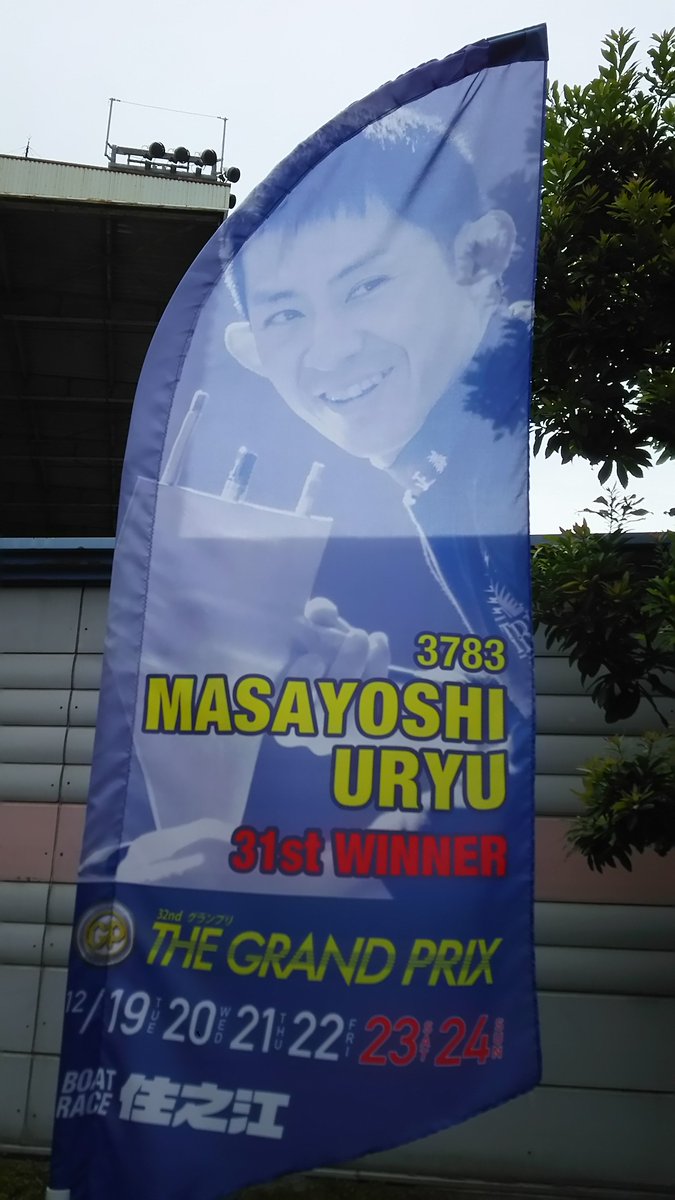 3783
MASAYOSHI
URYU
31st WINNER
32nd グランプリ
GP
THE GRAND PRIX
12/19 TUE 20 WED 21 THU 22 FRI 23 SAT 24 SUN
BOAT RACE 住之江